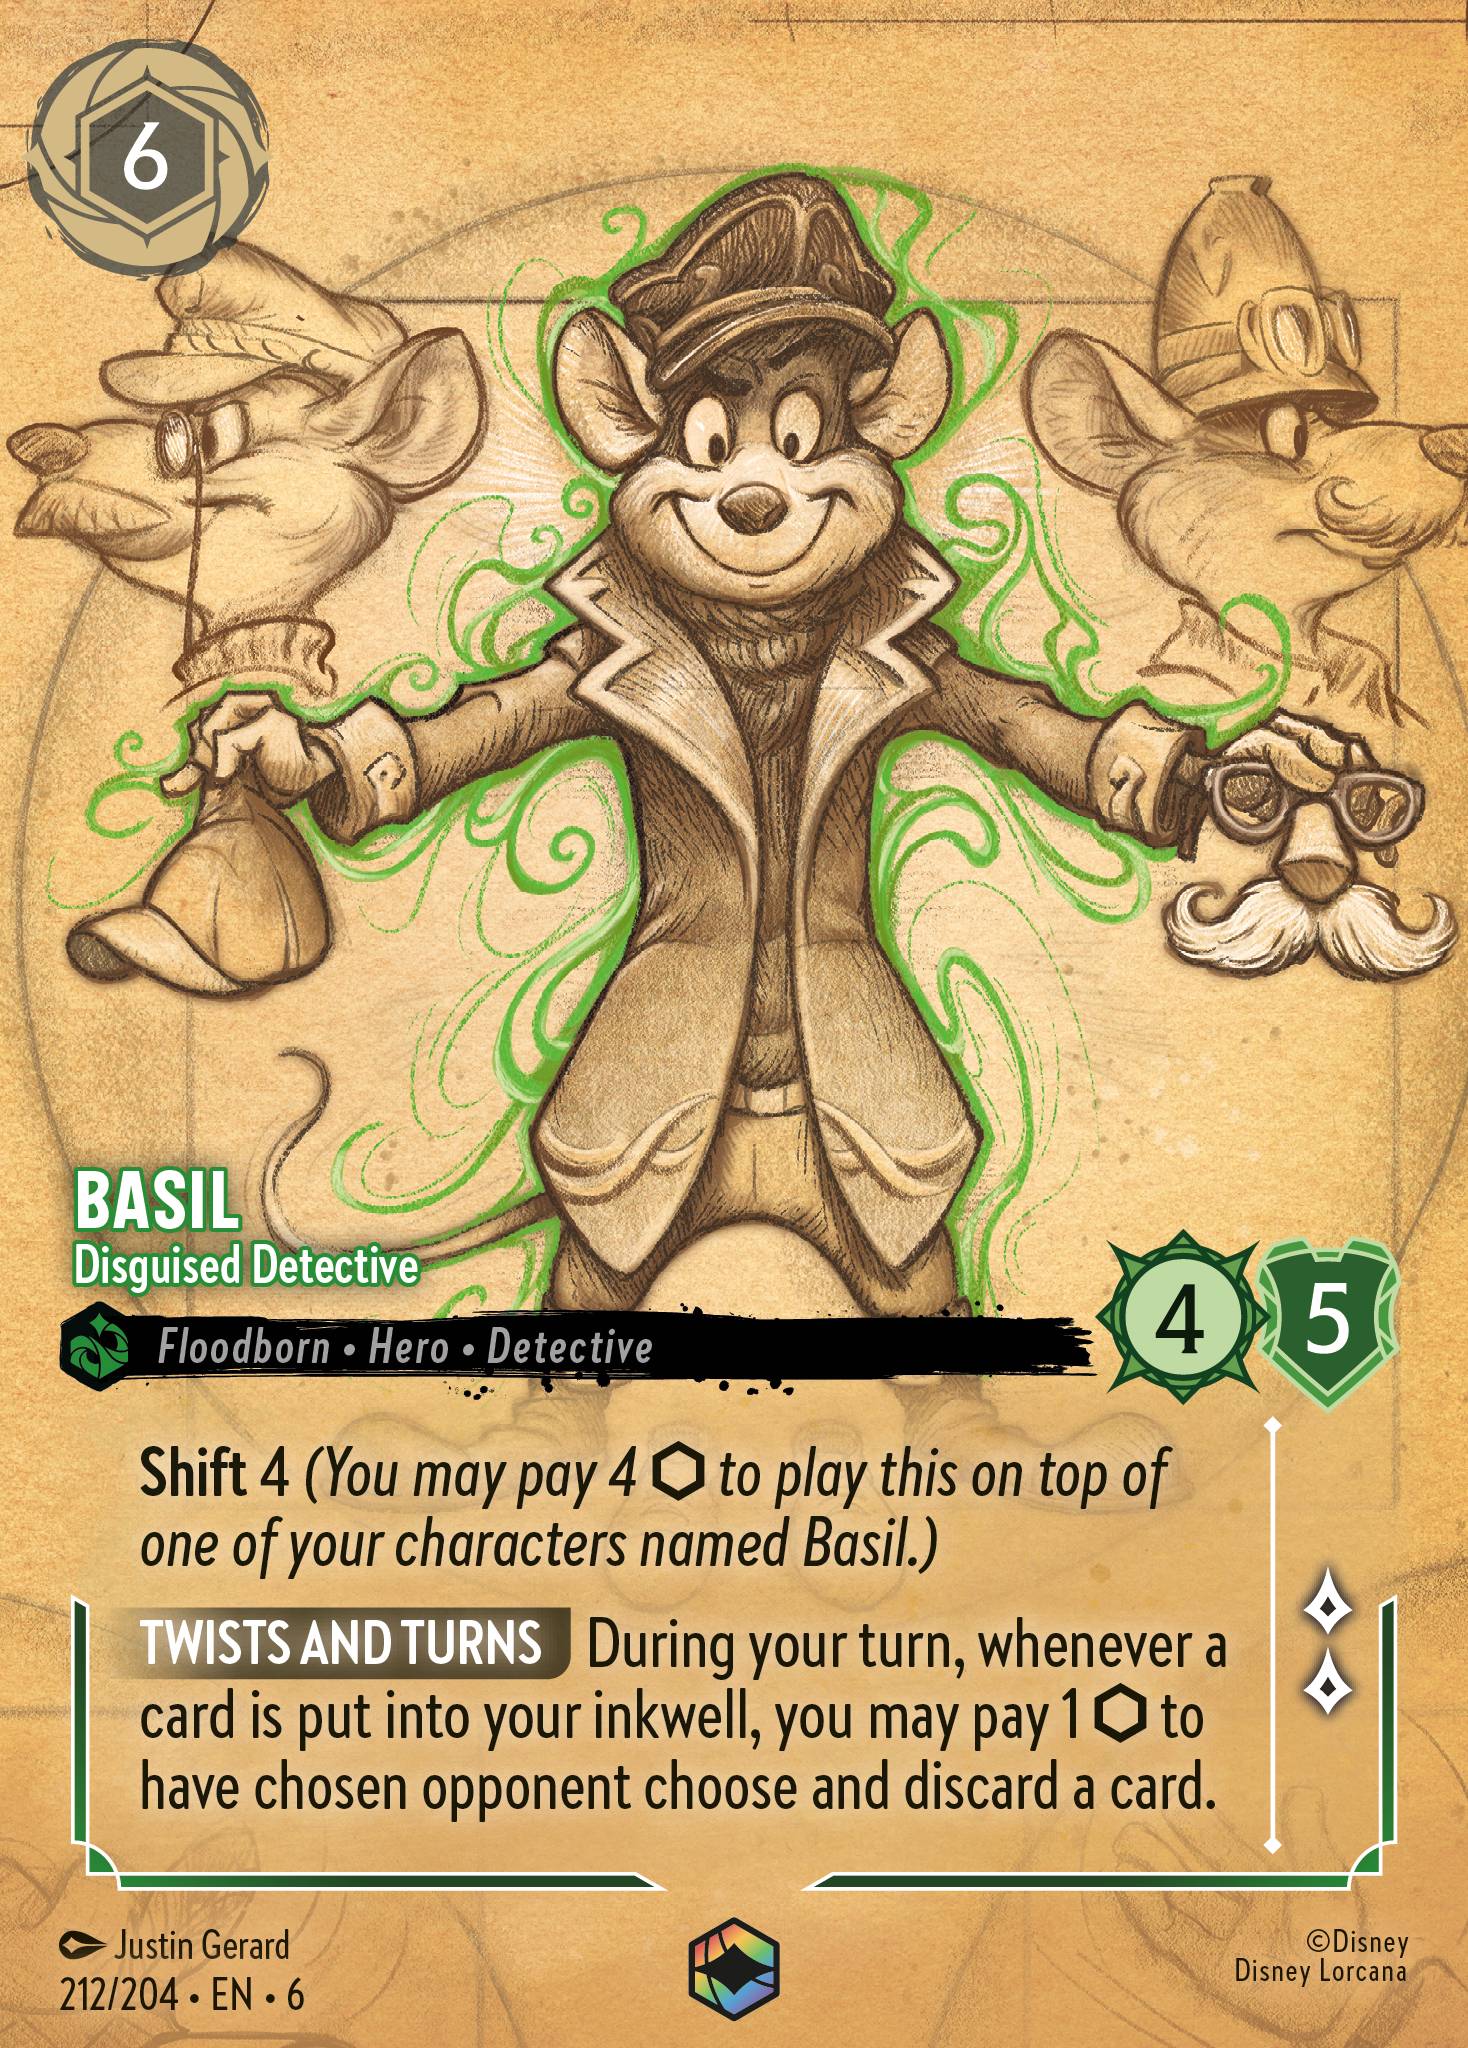 6
BASIL
Disguised Detective
Floodborn • Hero • Detective
4 5
Shift 4 (You may pay 4 ⬡ to play this on top of
one of your characters named Basil.)
TWISTS AND TURNS During your turn, whenever a
card is put into your inkwell, you may pay 1 ⬡ to
have chosen opponent choose and discard a card.
Justin Gerard
212/204 • EN • 6
©Disney
Disney Lorcana